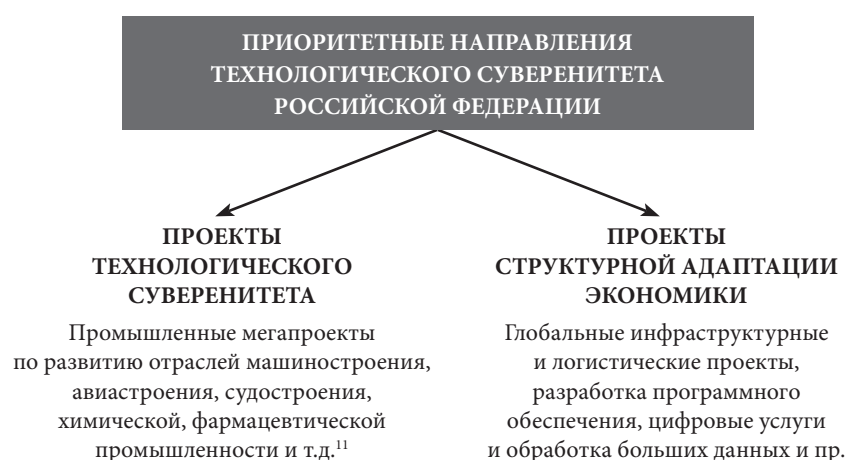 ПРИОРИТЕТНЫЕ НАПРАВЛЕНИЯ
ТЕХНОЛОГИЧЕСКОГО СУВЕРЕНИТЕТА
РОССИЙСКОЙ ФЕДЕРАЦИИ
ПРОЕКТЫ
ТЕХНОЛОГИЧЕСКОГО
СУВЕРЕНИТЕТА
Промышленные мегапроекты
по развитию отраслей машиностроения,
авиастроения, судостроения,
химической, фармацевтической
промышленности и т.д.¹¹
ПРОЕКТЫ
СТРУКТУРНОЙ АДАПТАЦИИ
ЭКОНОМИКИ
Глобальные инфраструктурные
и логистические проекты,
разработка программного
обеспечения, цифровые услуги
и обработка больших данных и пр.